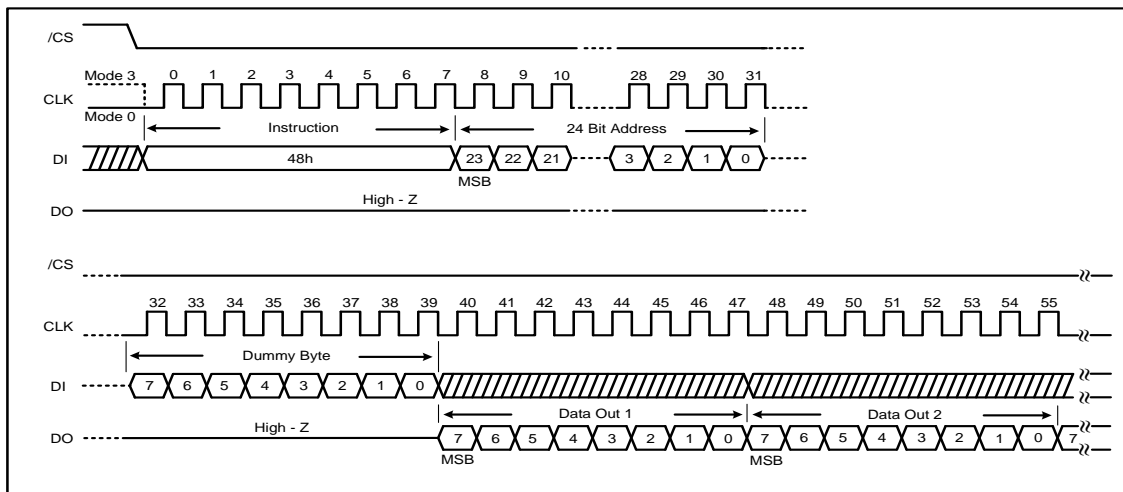 /CS
Mode 3 0 1 2 3 4 5 6 7 8 9 10 28 29 30 31
CLK
Mode 0
Instruction 24 Bit Address
DI 48h 23 22 21 3 2 1 0
MSB
High - Z
DO
/CS
32 33 34 35 36 37 38 39 40 41 42 43 44 45 46 47 48 49 50 51 52 53 54 55
CLK
Dummy Byte
DI 7 6 5 4 3 2 1 0
Data Out 1 Data Out 2
High - Z
DO 7 6 5 4 3 2 1 0 7 6 5 4 3 2 1 0 7
MSB MSB